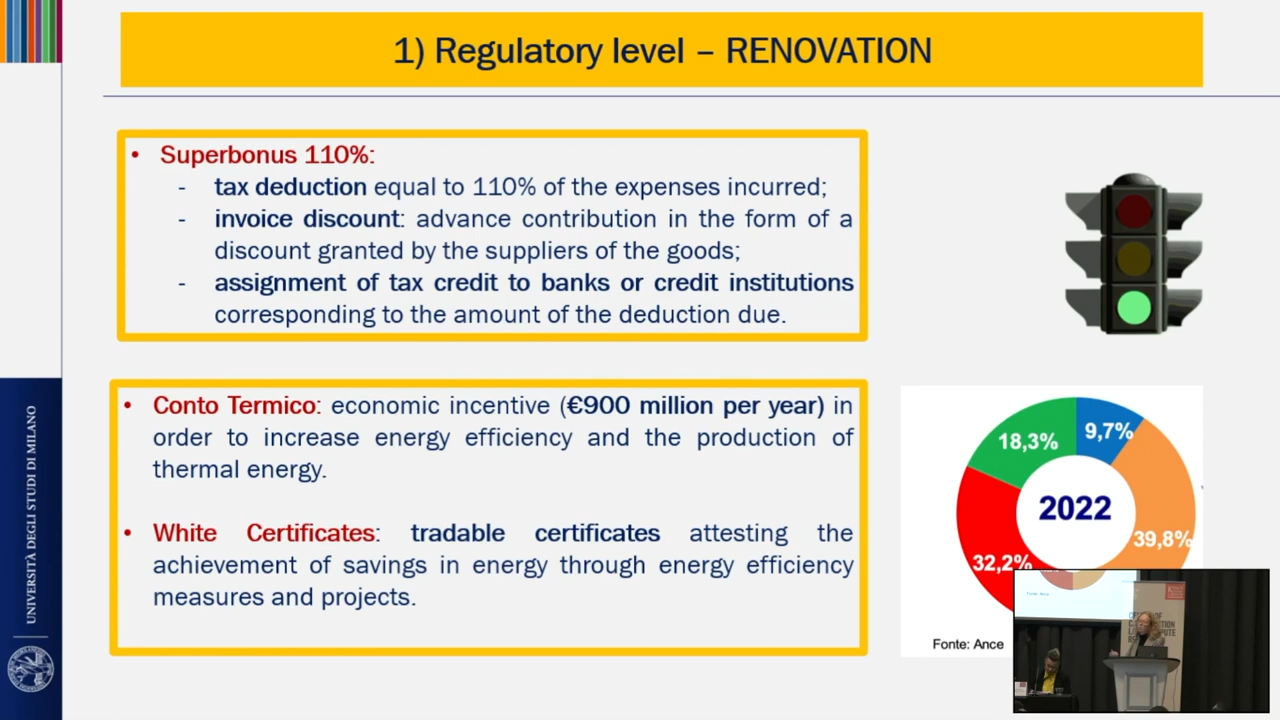 1) Regulatory level – RENOVATION
• Superbonus 110%:
- tax deduction equal to 110% of the expenses incurred;
- invoice discount: advance contribution in the form of a
discount granted by the suppliers of the goods;
- assignment of tax credit to banks or credit institutions
corresponding to the amount of the deduction due.
• Conto Termico: economic incentive (€900 million per year) in
order to increase energy efficiency and the production of
thermal energy.
• White Certificates: tradable certificates attesting the
achievement of savings in energy through energy efficiency
measures and projects.
18,3%
9,7%
2022
39,8%
32,2%
Fonte: Ance
UNIVERSITÀ DEGLI STUDI DI MILANO